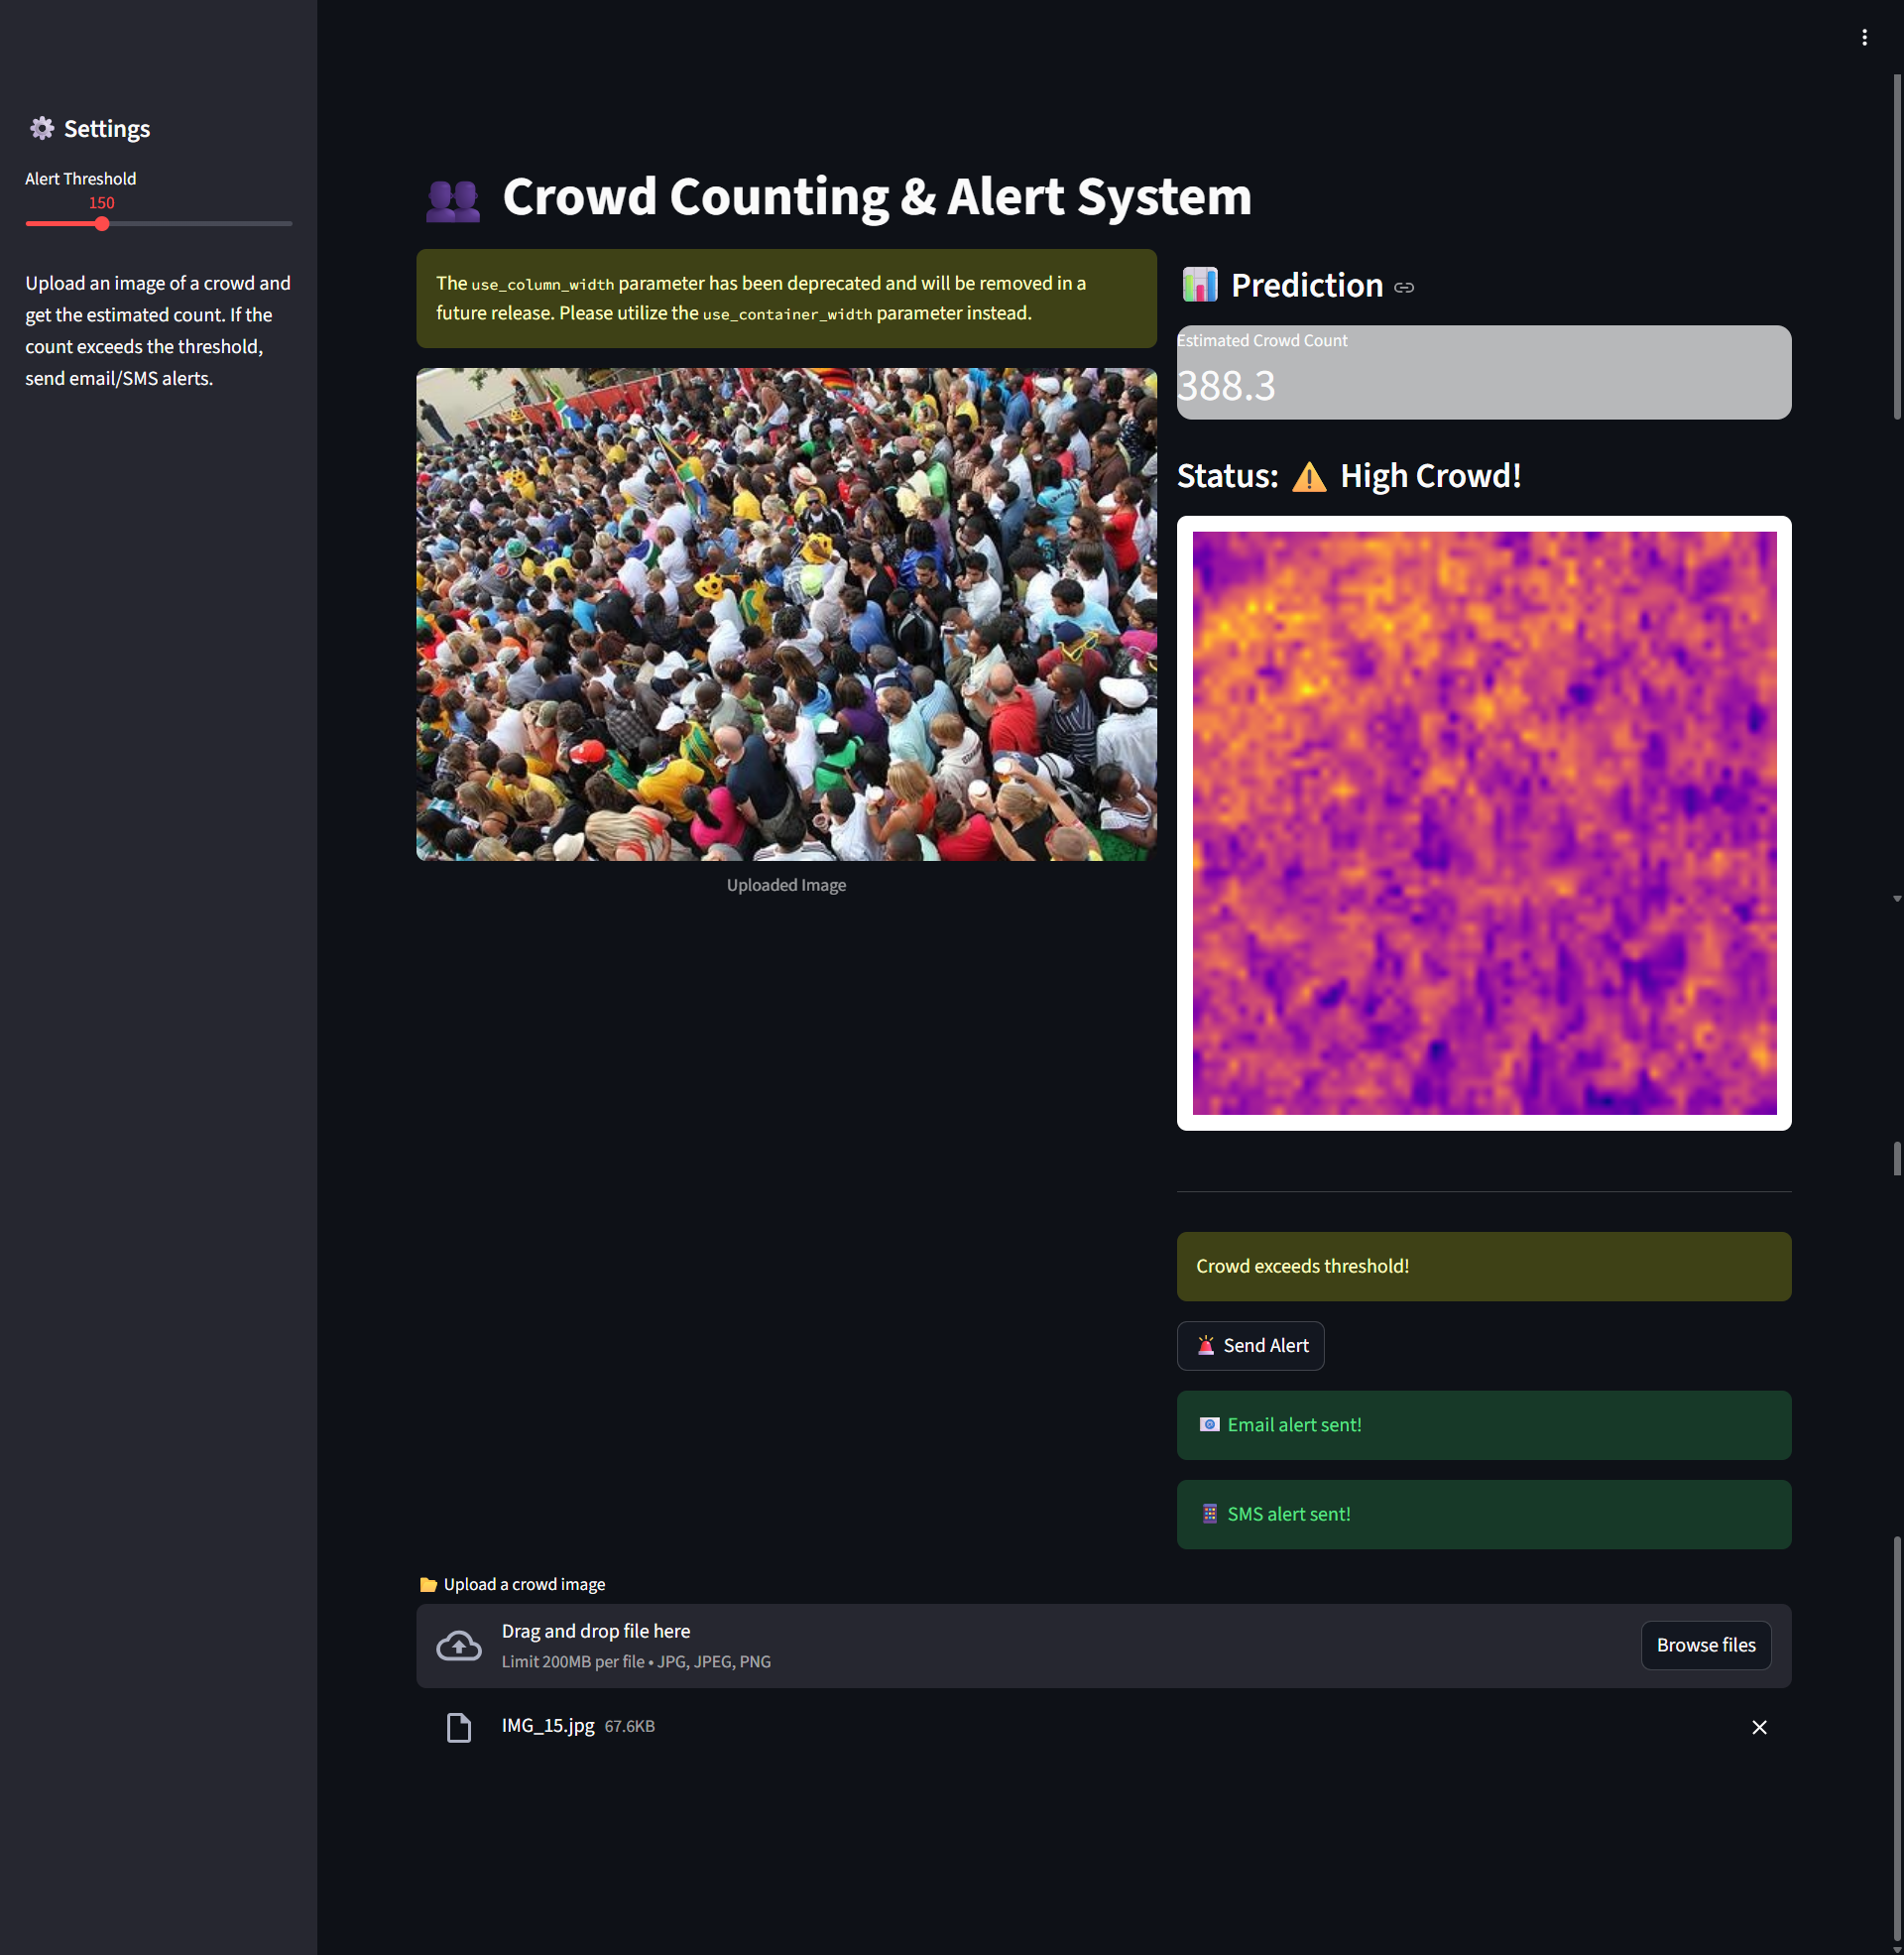 Settings
Alert Threshold
150
Upload an image of a crowd and
get the estimated count. If the
count exceeds the threshold,
send email/SMS alerts.
Crowd Counting & Alert System
The use_column_width parameter has been deprecated and will be removed in a
future release. Please utilize the use_container_width parameter instead.
Uploaded Image
Prediction
Estimated Crowd Count
388.3
Status: ⚠️ High Crowd!
Crowd exceeds threshold!
Send Alert
Email alert sent!
SMS alert sent!
Upload a crowd image
Drag and drop file here
Limit 200MB per file • JPG, JPEG, PNG
Browse files
IMG_15.jpg 67.6KB